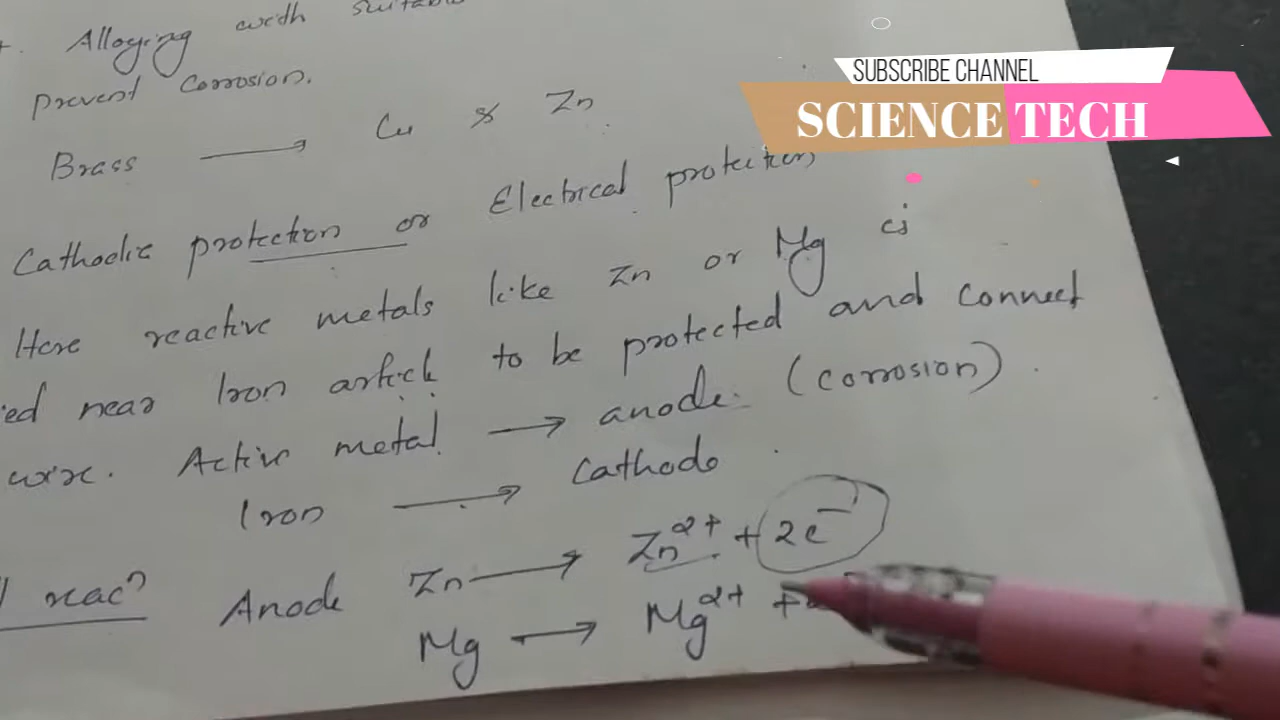 Alloying with
prevent Corrosion.
Brass → Cu & Zn
Cathodic protection or Electrical protection
Here reactive metals like Zn or Mg is
ed near Iron article to be protected and connect
wire. Active metal → anode. (corrosion).
Iron → Cathode
reacn Anode Zn → Zn2+ + 2e-
Mg → Mg2+ +
SUBSCRIBE CHANNEL
SCIENCE TECH